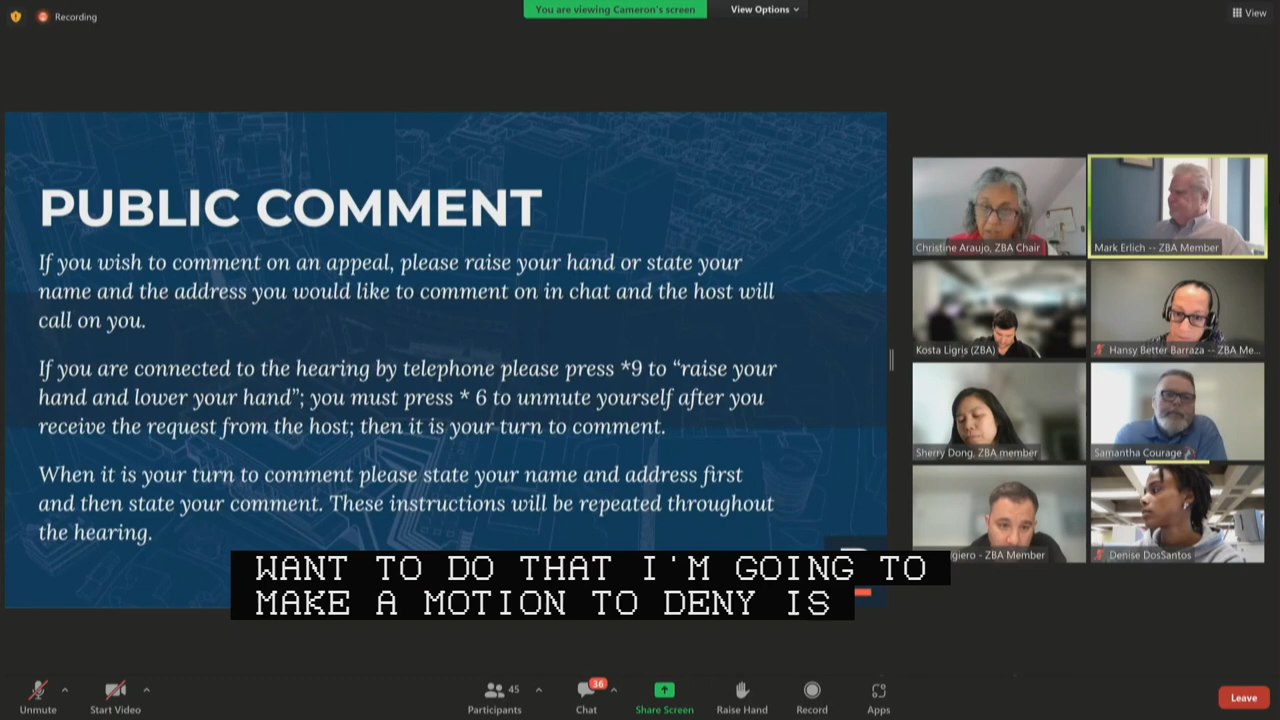 Recording
You are viewing Cameron's screen
View Options
View
PUBLIC COMMENT
If you wish to comment on an appeal, please raise your hand or state your
name and the address you would like to comment on in chat and the host will
call on you.
If you are connected to the hearing by telephone please press *9 to “raise your
hand and lower your hand”; you must press * 6 to unmute yourself after you
receive the request from the host; then it is your turn to comment.
When it is your turn to comment please state your name and address first
and then state your comment. These instructions will be repeated throughout
the hearing.
Christine Araujo, ZBA Chair
Mark Erlich -- ZBA Member
Kosta Ligris (ZBA)
Hansy Better Barraza -- ZBA Me...
Sherry Dong, ZBA member
Samantha Courage
giero - ZBA Member
Denise DosSantos
WANT TO DO THAT I'M GOING TO
MAKE A MOTION TO DENY IS
Unmute
Start Video
45
Participants
36
Chat
Share Screen
Raise Hand
Record
Apps
Leave